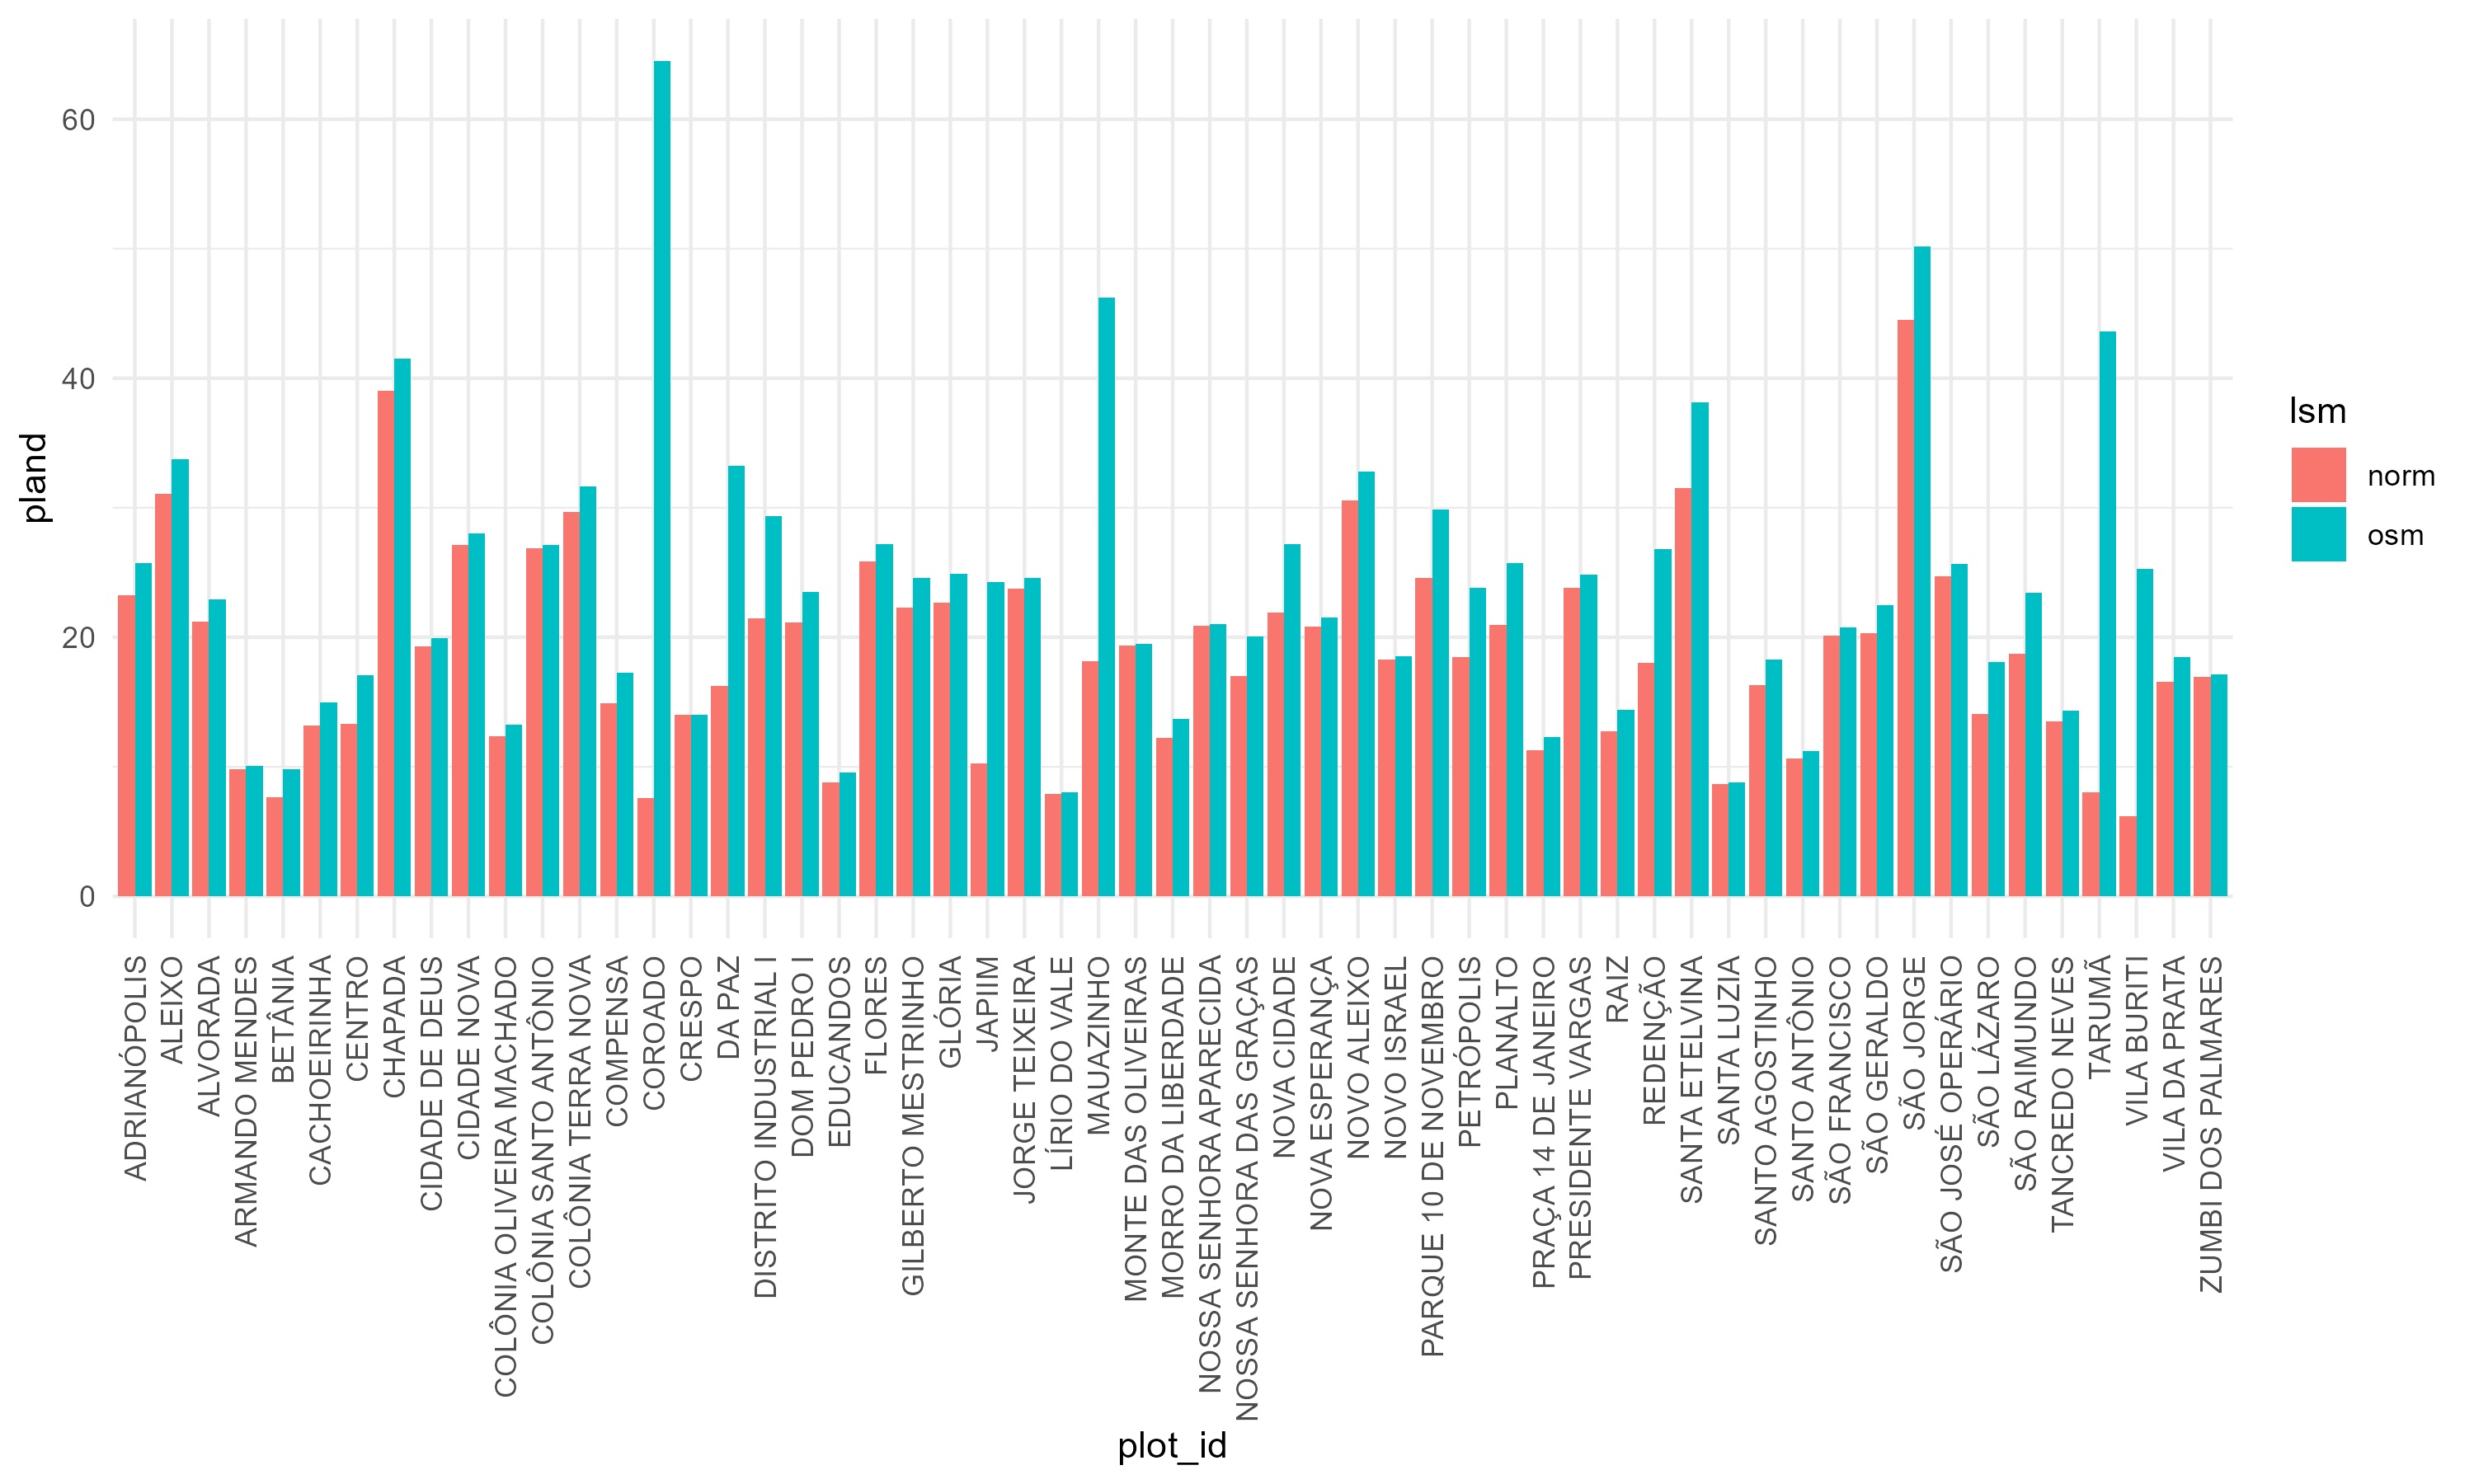 60
40
20
0
pland
ADRIANÓPOLIS
ALEIXO
ALVORADA
ARMANDO MENDES
BETÂNIA
CACHOEIRINHA
CENTRO
CHAPADA
CIDADE DE DEUS
CIDADE NOVA
COLÔNIA OLIVEIRA MACHADO
COLÔNIA SANTO ANTÔNIO
COLÔNIA TERRA NOVA
COMPENSA
COROADO
CRESPO
DA PAZ
DISTRITO INDUSTRIAL I
DOM PEDRO I
EDUCANDOS
FLORES
GILBERTO MESTRINHO
GLÓRIA
JAPIIM
JORGE TEIXEIRA
LÍRIO DO VALE
MAUAZINHO
MONTE DAS OLIVEIRAS
MORRO DA LIBERDADE
NOSSA SENHORA APARECIDA
NOSSA SENHORA DAS GRAÇAS
NOVA CIDADE
NOVA ESPERANÇA
NOVO ALEIXO
NOVO ISRAEL
PARQUE 10 DE NOVEMBRO
PETRÓPOLIS
PLANALTO
PRAÇA 14 DE JANEIRO
PRESIDENTE VARGAS
RAIZ
REDENÇÃO
SANTA ETELVINA
SANTA LUZIA
SANTO AGOSTINHO
SANTO ANTÔNIO
SÃO FRANCISCO
SÃO GERALDO
SÃO JORGE
SÃO JOSÉ OPERÁRIO
SÃO LÁZARO
SÃO RAIMUNDO
TANCREDO NEVES
TARUMÃ
VILA BURITI
VILA DA PRATA
ZUMBI DOS PALMARES
plot_id
lsm
norm
osm